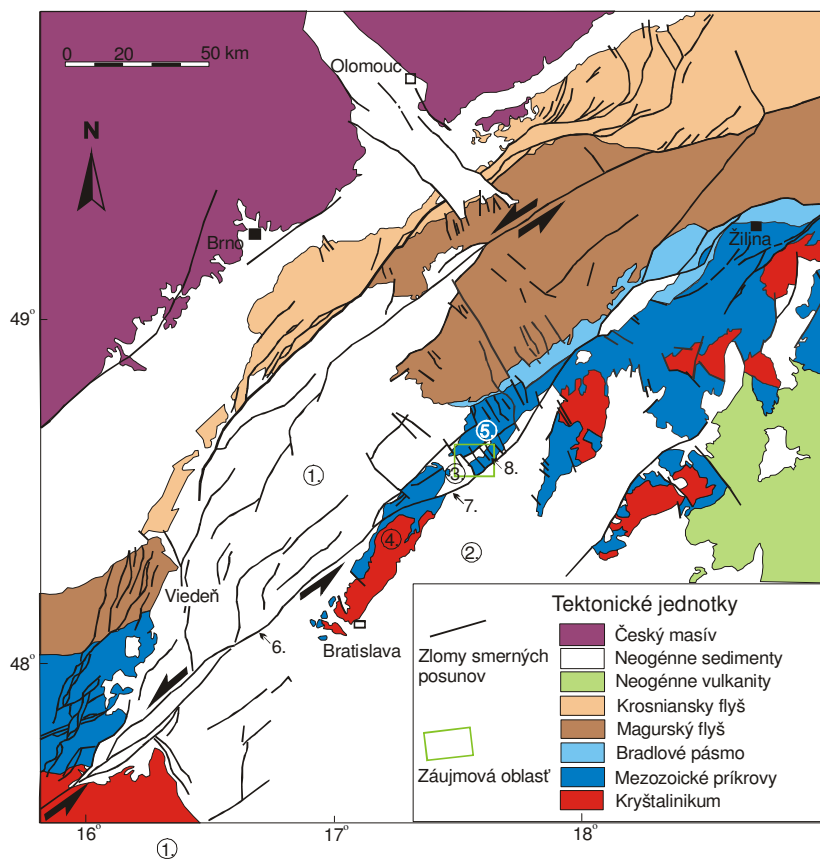 0 20 50 km
Olomouc
N
Brno
Žilina
49°
5.
1.
3.
8.
7.
4.
2.
Viedeň
Bratislava
6.
48°
Tektonické jednotky
Český masív
Zlomy smerných
posunov
Neogénne sedimenty
Neogénne vulkanity
Krosniansky flyš
Magurský flyš
Bradlové pásmo
Záujmová oblasť
Mezozoické príkrovy
Kryštalinikum
16° 17° 18°
1.